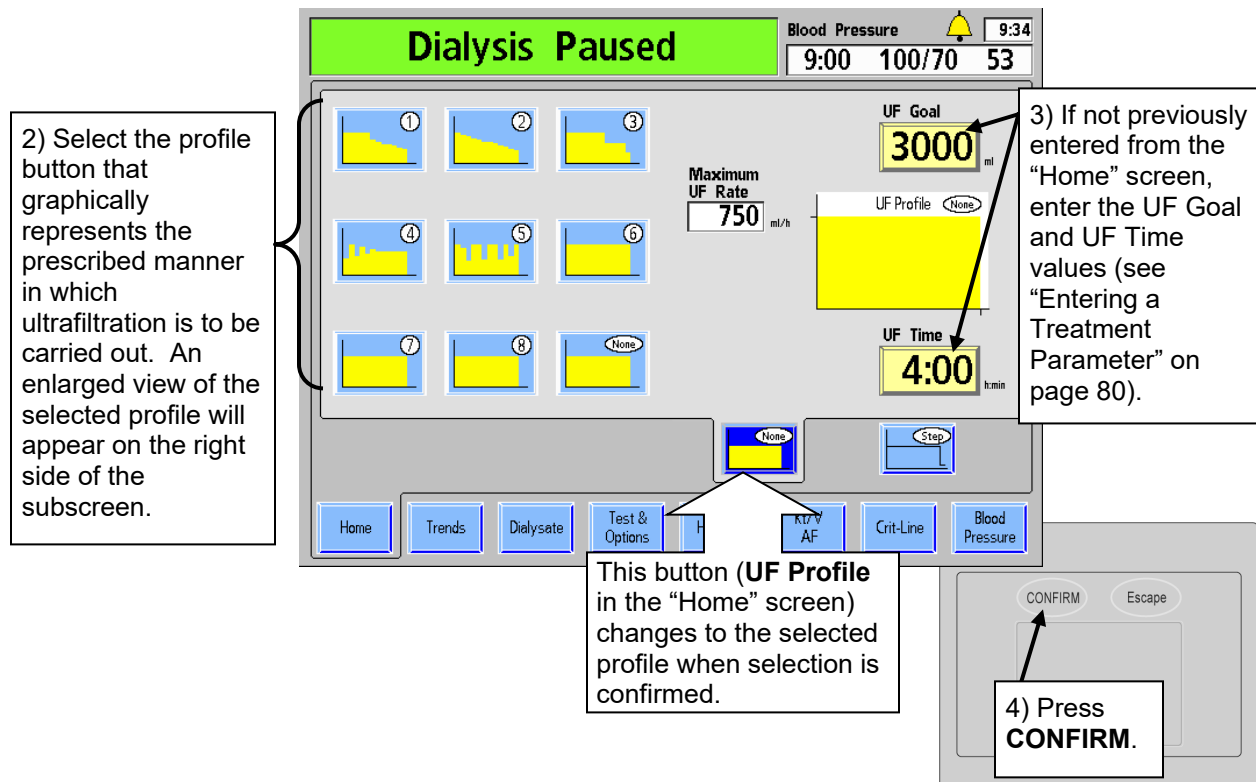 Dialysis Paused
Blood Pressure
9:34
9:00 100/70 53
2) Select the profile
button that
graphically
represents the
prescribed manner
in which
ultrafiltration is to be
carried out. An
enlarged view of the
selected profile will
appear on the right
side of the
subscreen.
1
2
3
4
5
6
7
8
None
Maximum
UF Rate
750 ml/h
UF Goal
3000 ml
UF Profile None
UF Time
4:00 h:min
3) If not previously
entered from the
“Home” screen,
enter the UF Goal
and UF Time
values (see
“Entering a
Treatment
Parameter” on
page 80).
None
Step
Home
Trends
Dialysate
Test &
Options
H
Kt/V
AF
Crit-Line
Blood
Pressure
This button (UF Profile
in the “Home” screen)
changes to the selected
profile when selection is
confirmed.
CONFIRM
Escape
4) Press
CONFIRM.